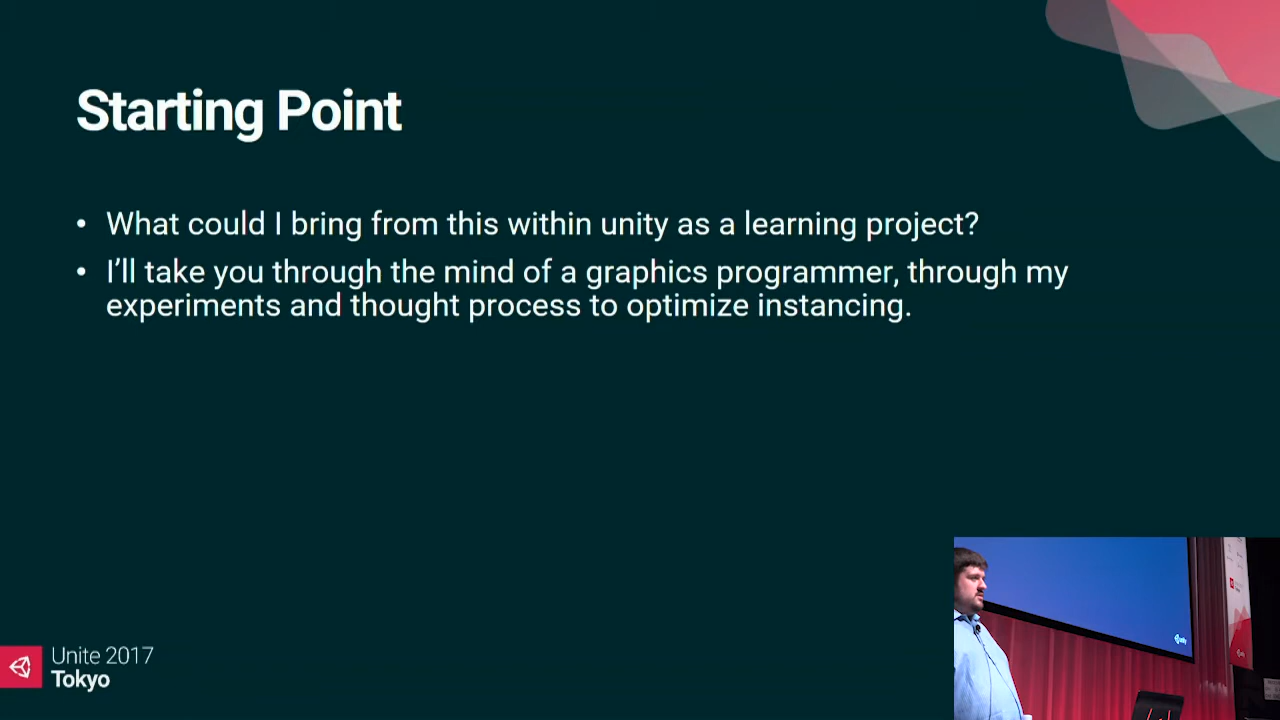 Starting Point
• What could I bring from this within unity as a learning project?
• I’ll take you through the mind of a graphics programmer, through my
experiments and thought process to optimize instancing.
Unite 2017
Tokyo
unity